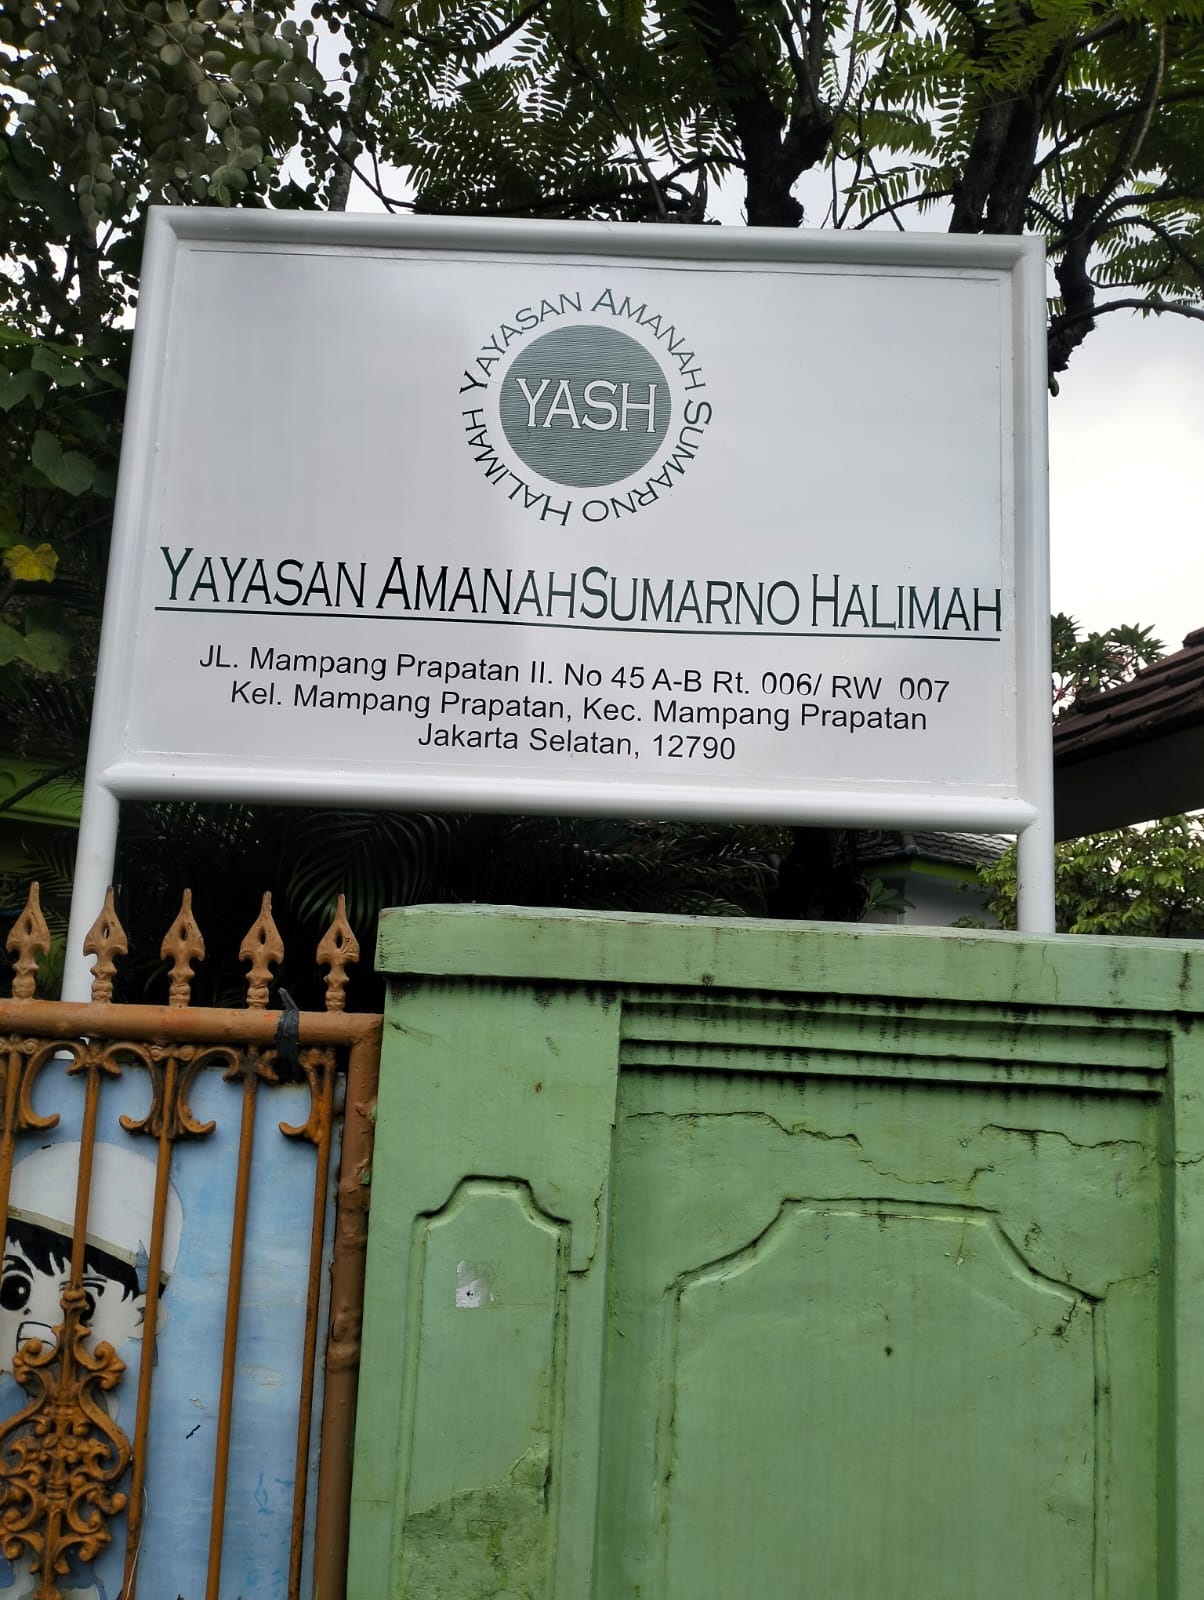 YAYASAN AMANAH SUMARNO HALIMAH
YASH
YAYASAN AMANAHSUMARNO HALIMAH
JL. Mampang Prapatan II. No 45 A-B Rt. 006/ RW 007
Kel. Mampang Prapatan, Kec. Mampang Prapatan
Jakarta Selatan, 12790